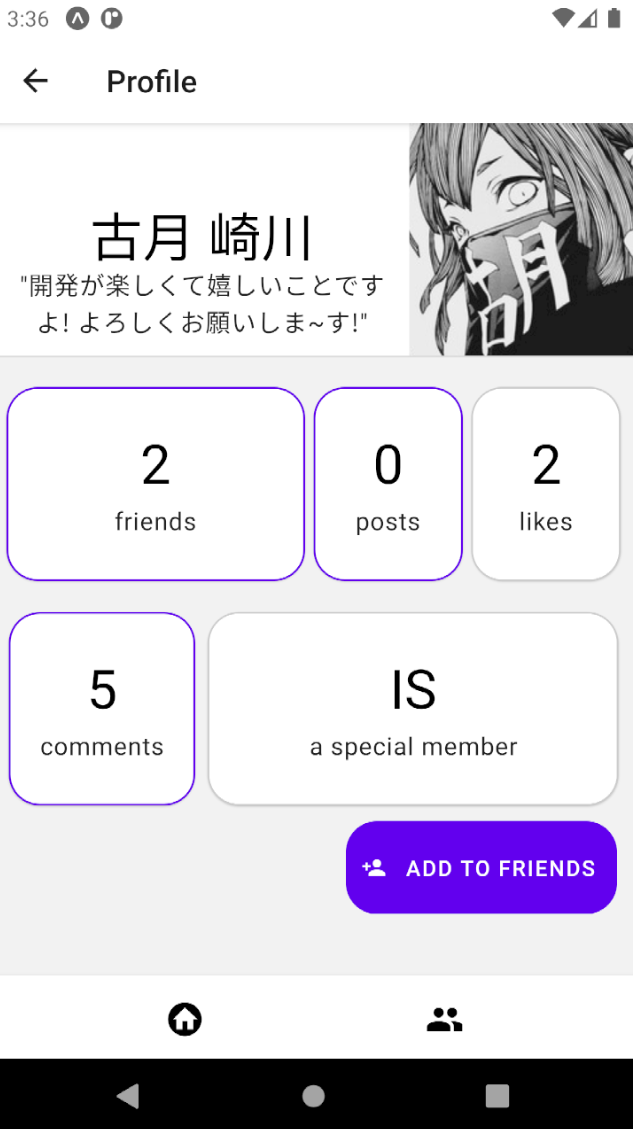 3:36
Profile
古月 崎川
"開発が楽しくて嬉しいことです
よ! よろしくお願いしま~す!"
胡
2
friends
0
posts
2
likes
5
comments
IS
a special member
ADD TO FRIENDS